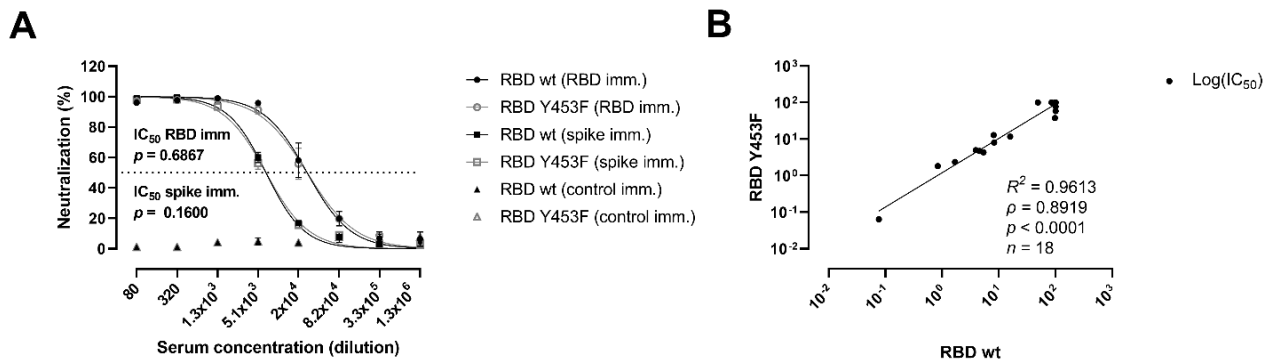 A
Neutralization (%)
120
100
80
60
40
20
0
IC50 RBD imm
p = 0.6867
IC50 spike imm.
p = 0.1600
80
320
1.3x10³
5.1x10³
2x10⁴
8.2x10⁴
3.3x10⁵
1.3x10⁶
Serum concentration (dilution)
RBD wt (RBD imm.)
RBD Y453F (RBD imm.)
RBD wt (spike imm.)
RBD Y453F (spike imm.)
RBD wt (control imm.)
RBD Y453F (control imm.)
B
RBD Y453F
10³
10²
10¹
10⁰
10⁻¹
10⁻²
R² = 0.9613
ρ = 0.8919
p < 0.0001
n = 18
10⁻²
10⁻¹
10⁰
10¹
10²
10³
RBD wt
Log(IC50)